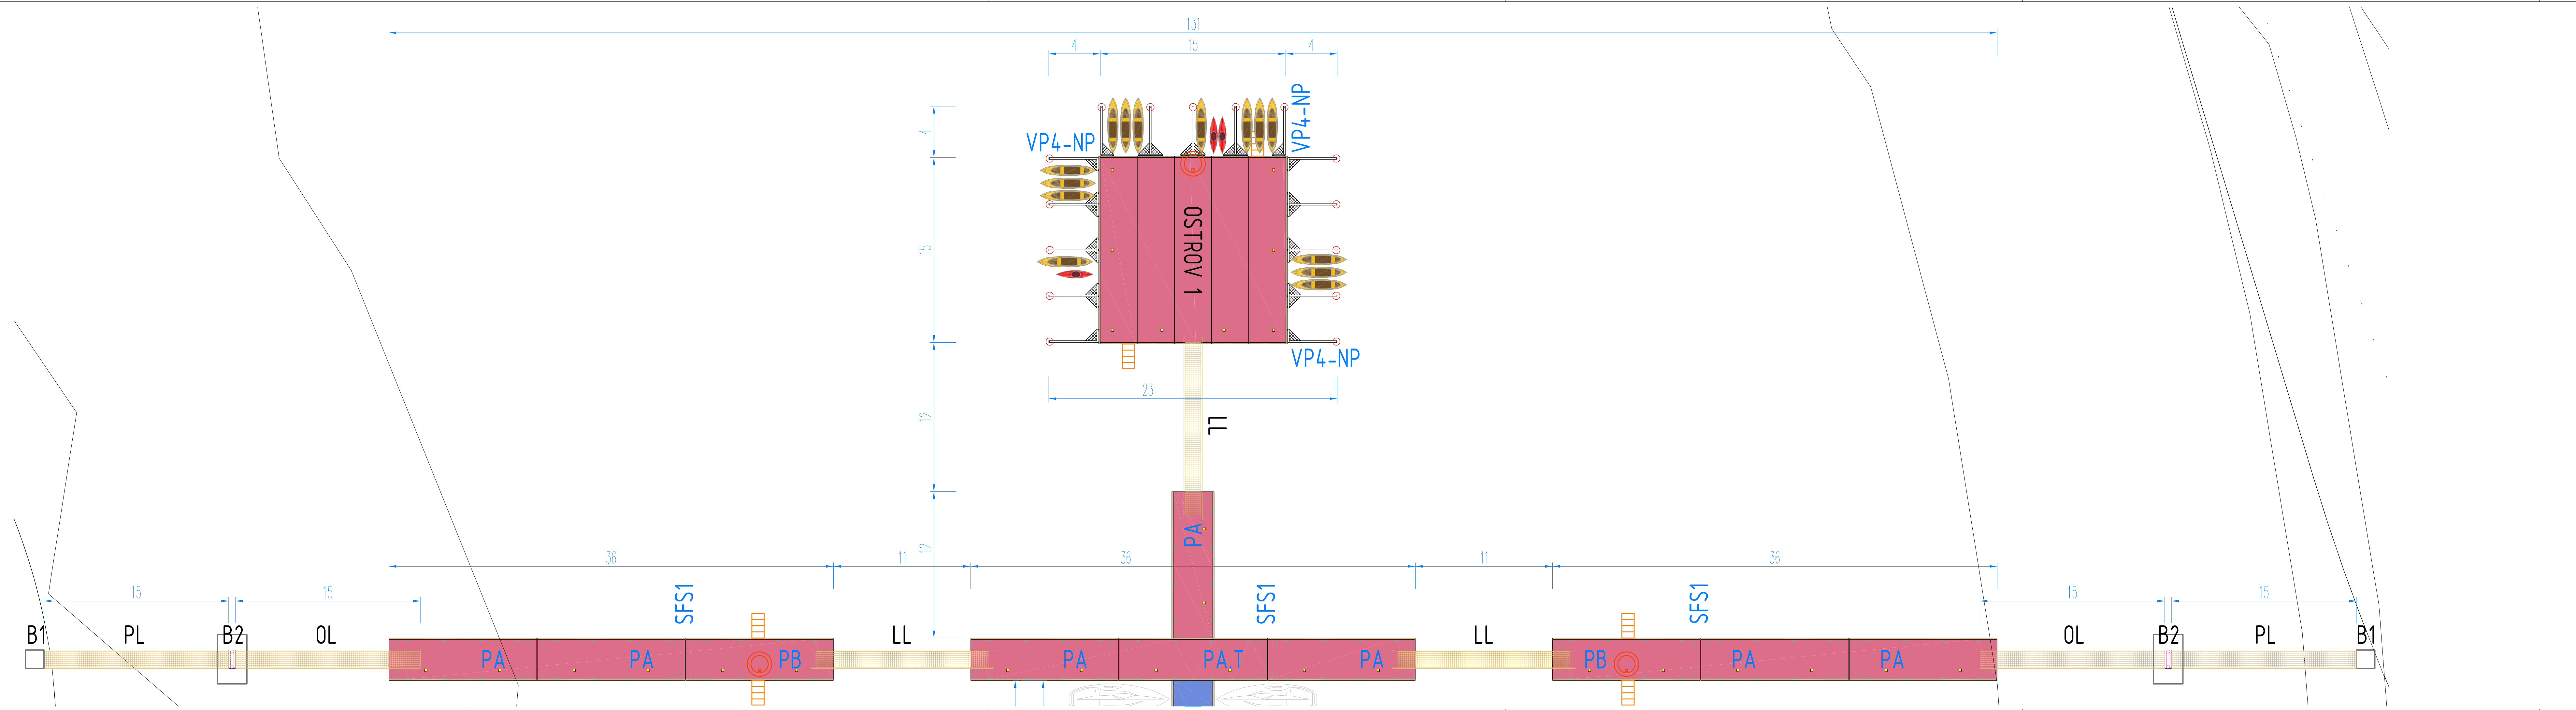 131
4 15 4
VP4-NP
VP4-NP
4
15
OSTROV 1
VP4-NP
23
12
LL
12
PA
36 11 36 11 36
SFS1 SFS1 SFS1
15 15 15 15
B1 PL B2 OL LL LL OL B2 PL B1
PA PA PB PA PA,T PA PB PA PA